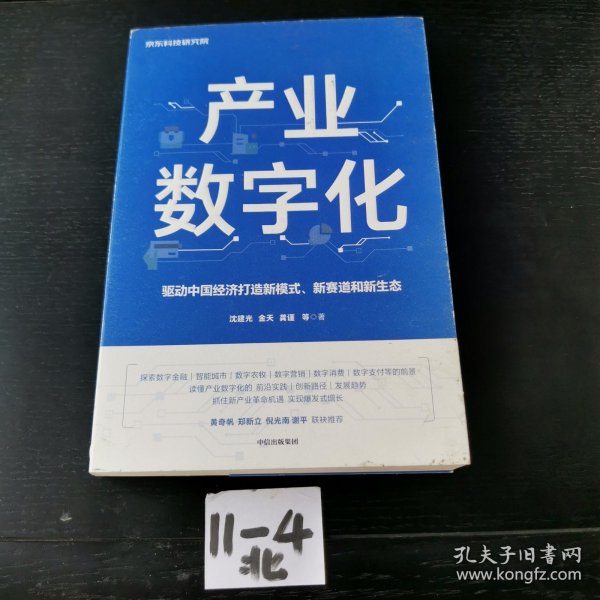 京东科技研究院
产业
数字化
驱动中国经济打造新模式、新赛道和新生态
沈建光 金天 龚谨 等◎著
探索数字金融｜智能城市｜数字农牧｜数字营销｜数字消费｜数字支付等的前景
读懂产业数字化的 前沿实践｜创新路径｜发展趋势
抓住新产业革命机遇 实现爆发式增长
黄奇帆 郑新立 倪光南 谢平 联袂推荐
中信出版集团
11-4
北
孔夫子旧书网
www.kongfz.com